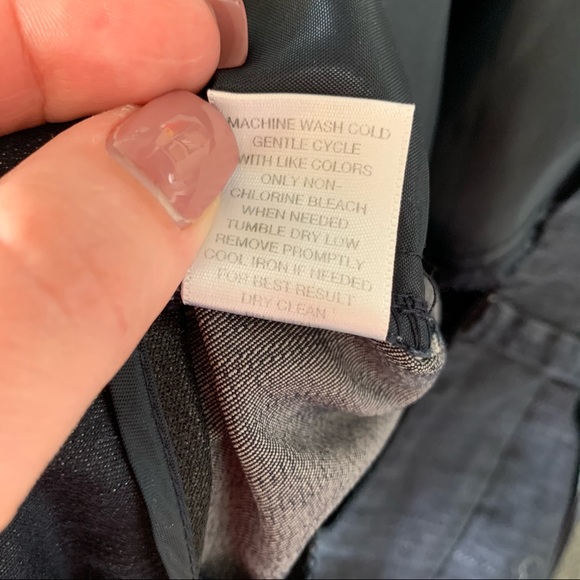 MACHINE WASH COLD
GENTLE CYCLE
WITH LIKE COLORS
ONLY NON-
CHLORINE BLEACH
WHEN NEEDED
TUMBLE DRY LOW
REMOVE PROMPTLY
COOL IRON IF NEEDED
FOR BEST RESULT
DRY CLEAN